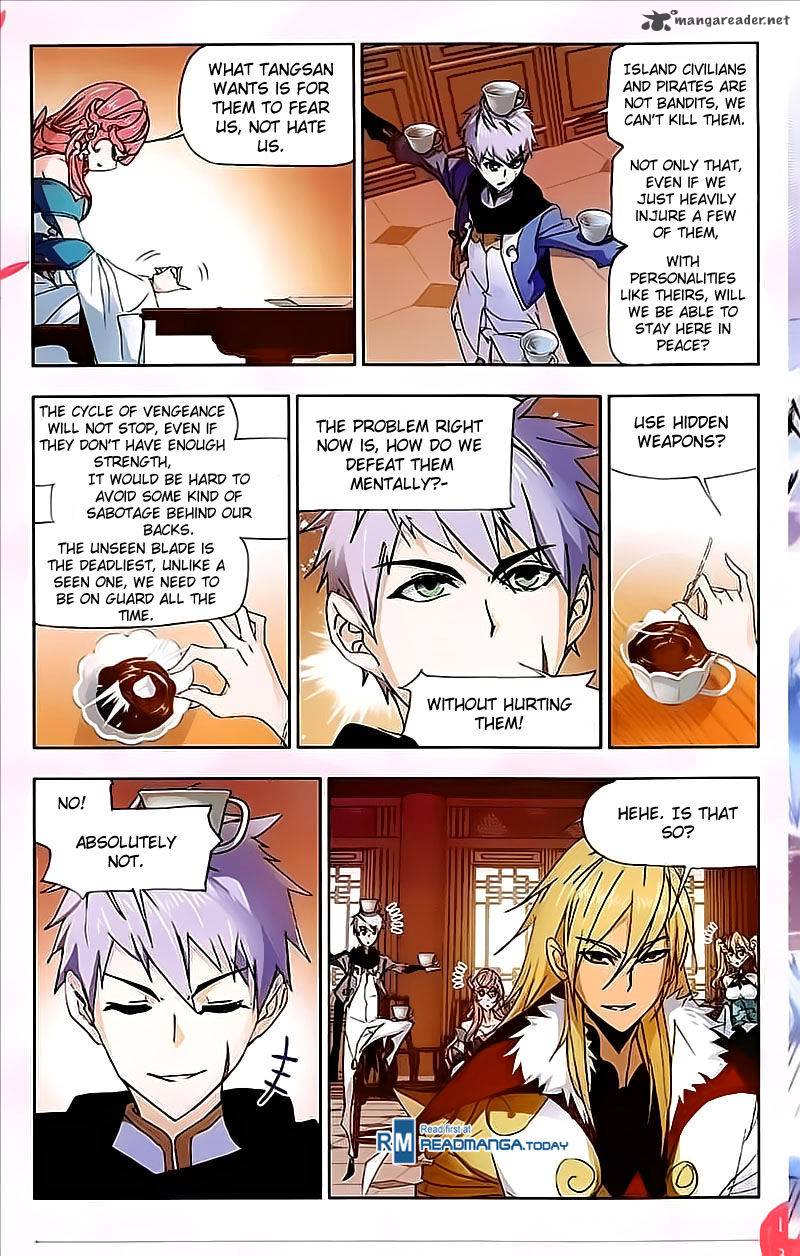 mangareader.net
WHAT TANGSAN
WANTS IS FOR
THEM TO FEAR
US, NOT HATE
US.
ISLAND CIVILIANS
AND PIRATES ARE
NOT BANDITS, WE
CAN'T KILL THEM.
NOT ONLY THAT,
EVEN IF WE
JUST HEAVILY
INJURE A FEW
OF THEM,
WITH
PERSONALITIES
LIKE THEIRS, WILL
WE BE ABLE TO
STAY HERE IN
PEACE?
THE CYCLE OF VENGEANCE
WILL NOT STOP, EVEN IF
THEY DON'T HAVE ENOUGH
STRENGTH,
IT WOULD BE HARD TO
AVOID SOME KIND OF
SABOTAGE BEHIND OUR
BACKS.
THE UNSEEN BLADE IS
THE DEADLIEST, UNLIKE A
SEEN ONE, WE NEED TO
BE ON GUARD ALL THE
TIME.
THE PROBLEM RIGHT
NOW IS, HOW DO WE
DEFEAT THEM
MENTALLY?-
WITHOUT HURTING
THEM!
USE HIDDEN
WEAPONS?
NO!
ABSOLUTELY
NOT.
HEHE. IS THAT
SO?
RM
Read first at
READMANGA.TODAY